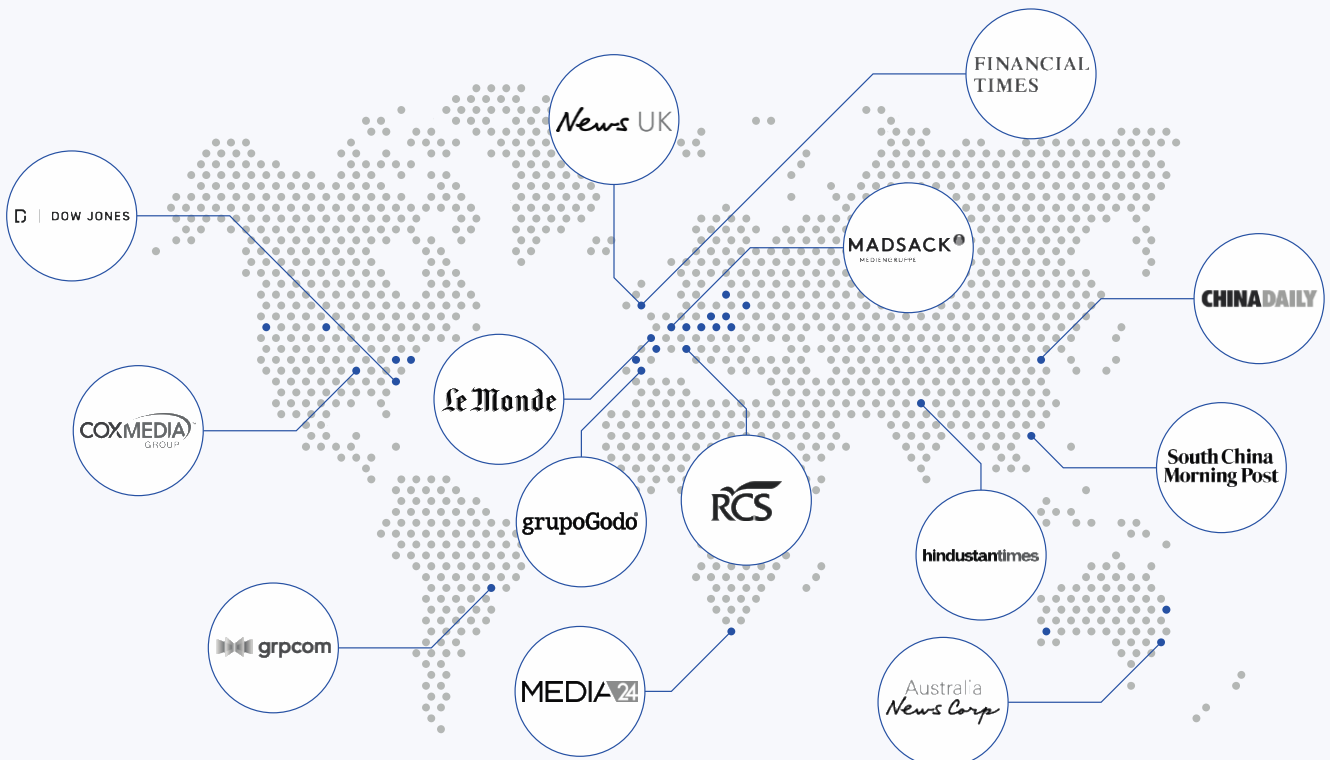 FINANCIAL
TIMES
News UK
DOW JONES
MADSACK
MEDIENGRUPPE
CHINADAILY
Le Monde
COXMEDIA
GROUP
South China
Morning Post
RCS
grupoGodo
hindustantimes
grpcom
MEDIA24
Australia
News Corp